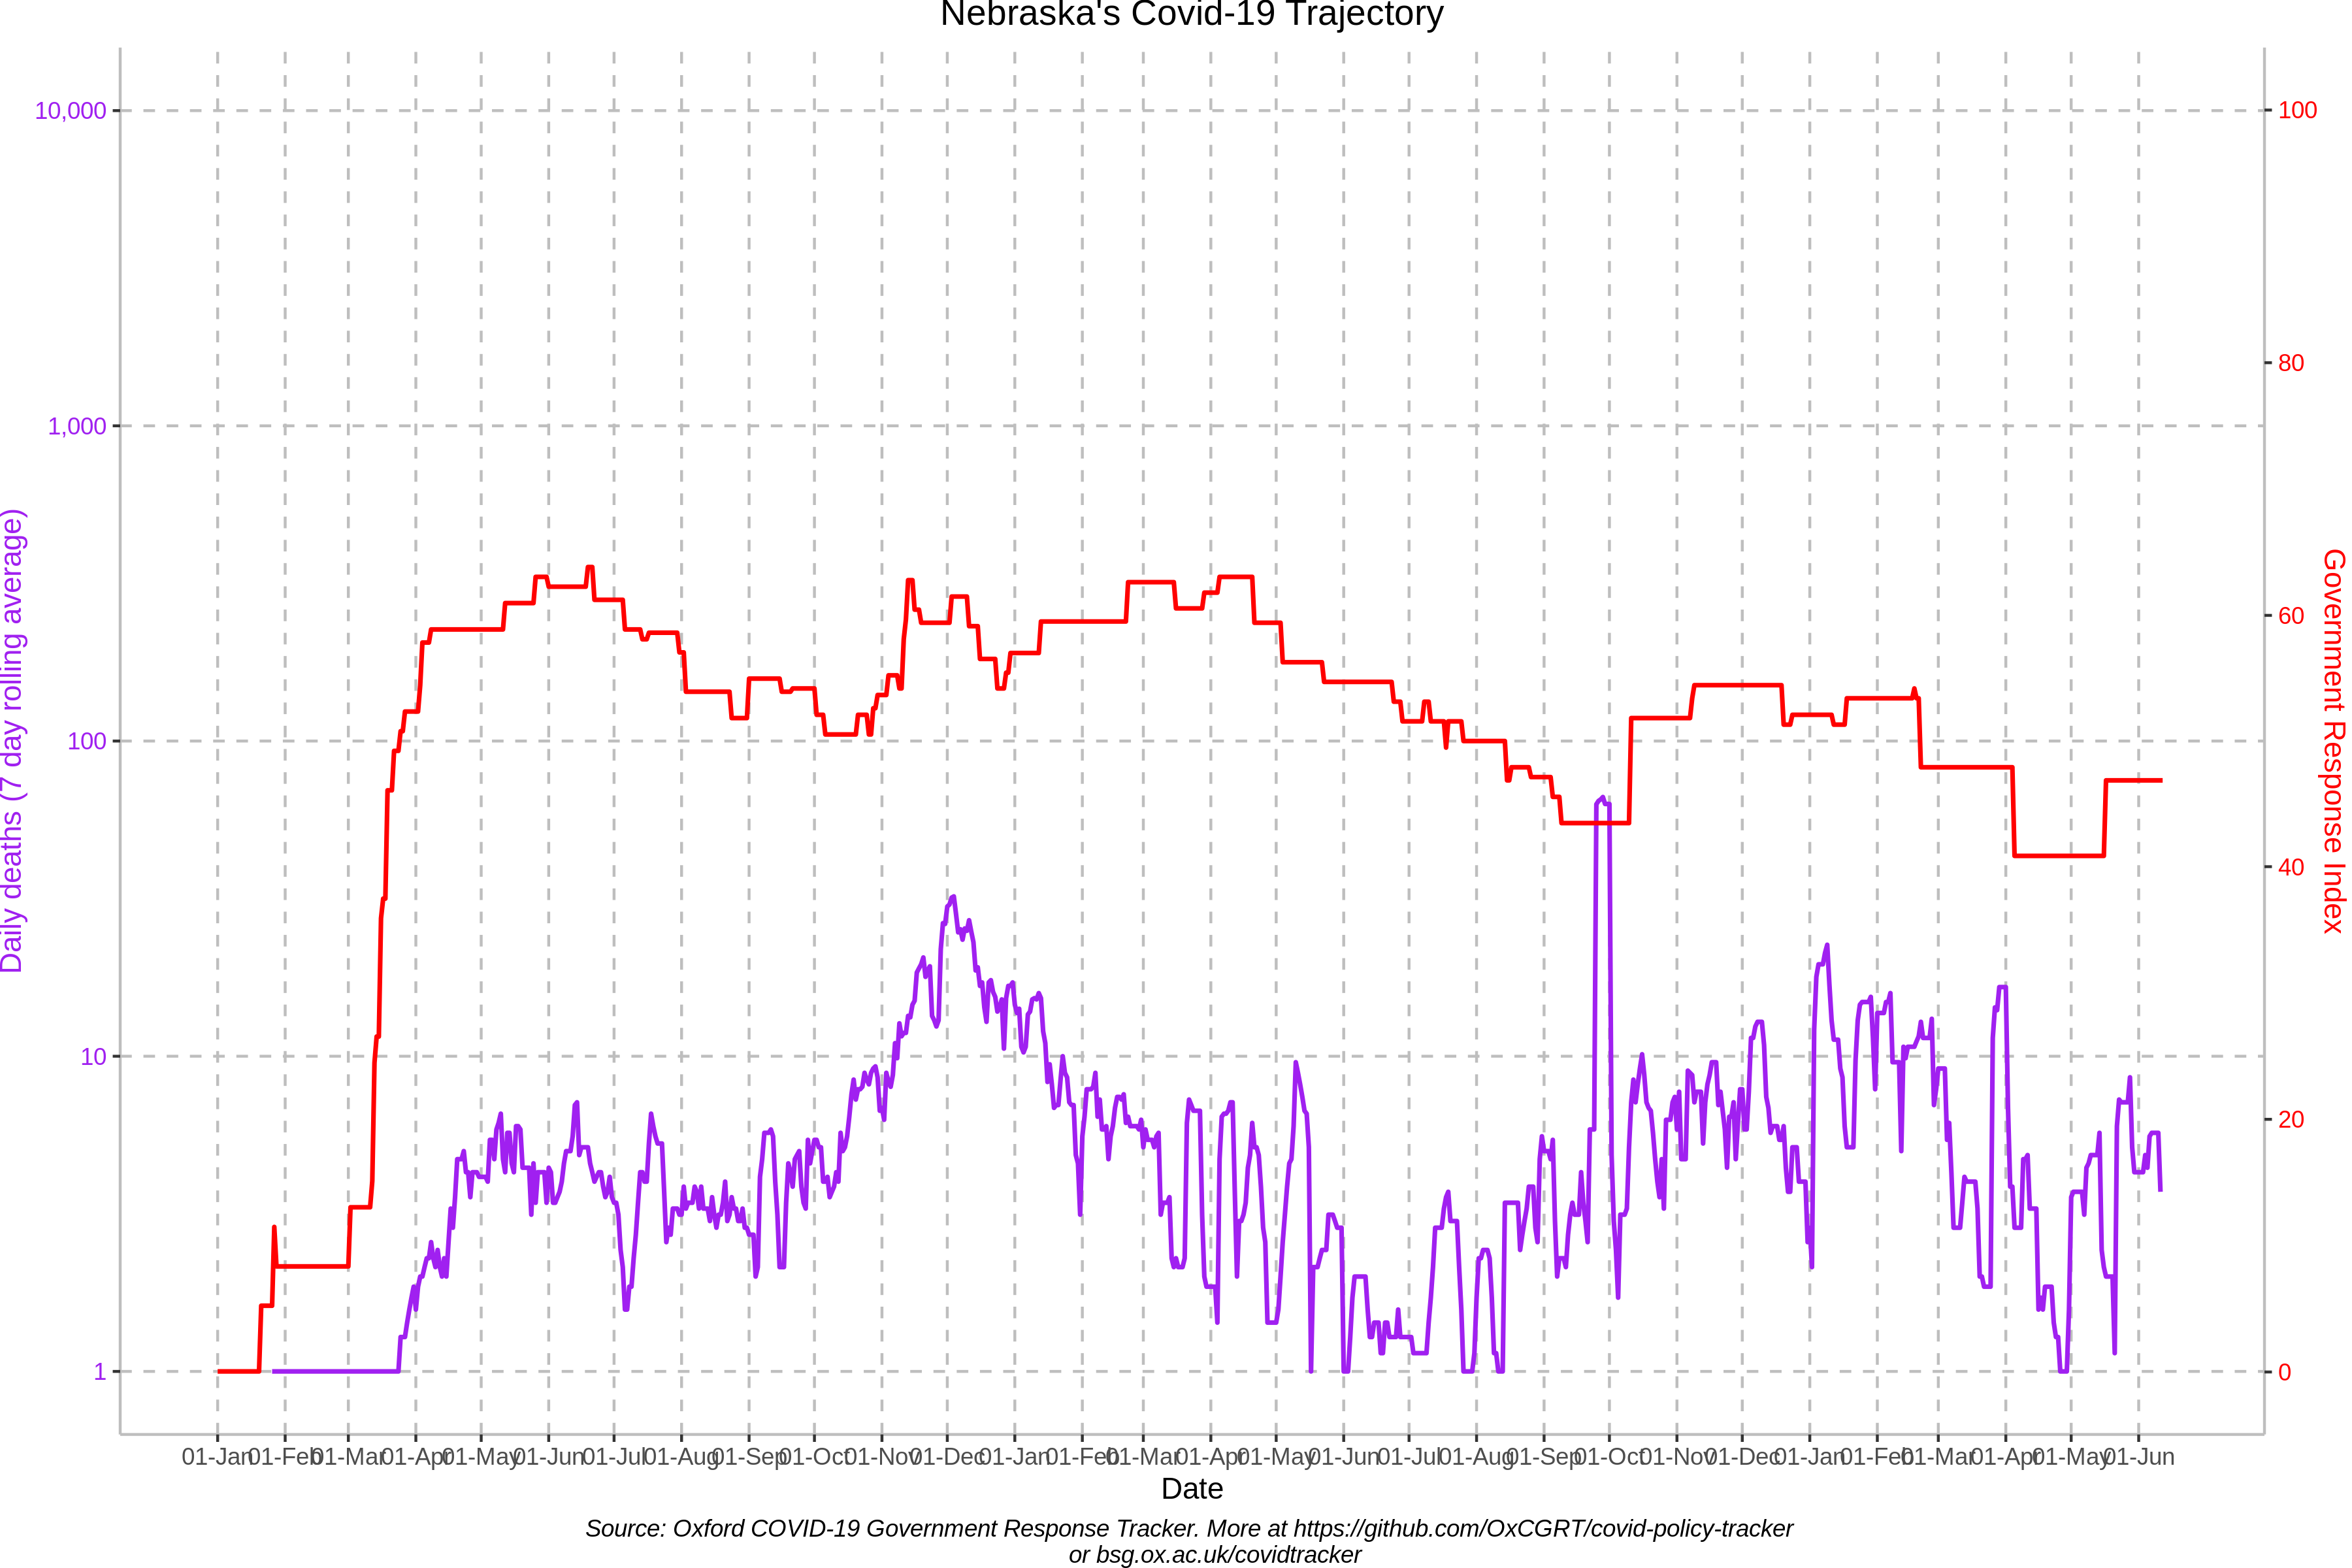 Nebraska's Covid-19 Trajectory
10,000
1,000
100
10
1
Daily deaths (7 day rolling average)
100
80
60
40
20
0
Government Response Index
01-Jan 01-Feb 01-Mar 01-Apr 01-May 01-Jun 01-Jul 01-Aug 01-Sep 01-Oct 01-Nov 01-Dec 01-Jan 01-Feb 01-Mar 01-Apr 01-May 01-Jun 01-Jul 01-Aug 01-Sep 01-Oct 01-Nov 01-Dec 01-Jan 01-Feb 01-Mar 01-Apr 01-May 01-Jun
Date
Source: Oxford COVID-19 Government Response Tracker. More at https://github.com/OxCGRT/covid-policy-tracker
or bsg.ox.ac.uk/covidtracker